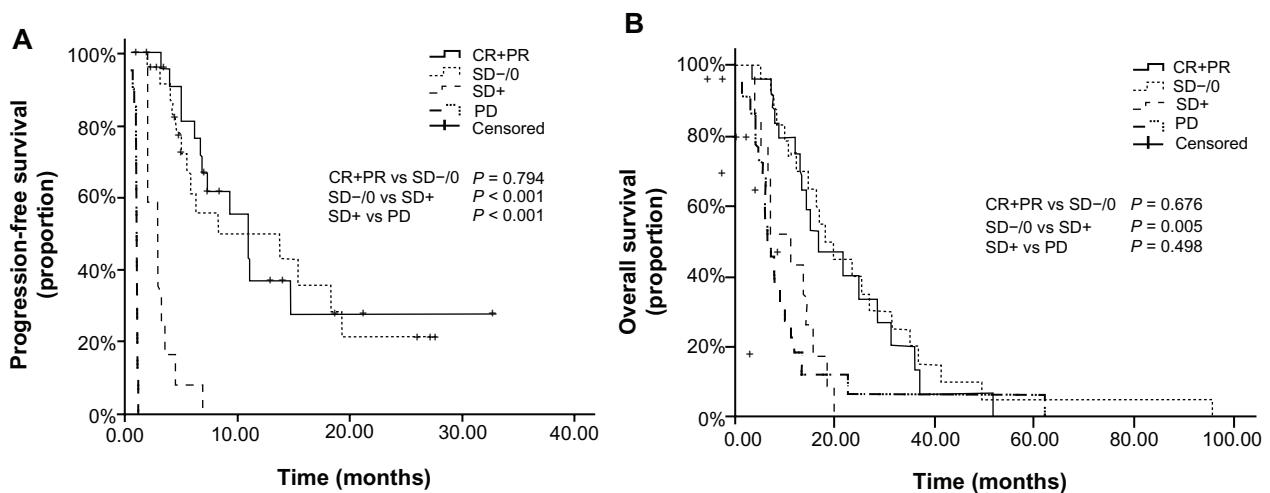 A
Progression-free survival
(proportion)
100%
80%
60%
40%
20%
0%
0.00
10.00
20.00
30.00
40.00
Time (months)
CR+PR
SD−/0
SD+
PD
Censored
CR+PR vs SD−/0 P = 0.794
SD−/0 vs SD+ P < 0.001
SD+ vs PD P < 0.001
B
Overall survival
(proportion)
100%
80%
60%
40%
20%
0%
0.00
20.00
40.00
60.00
80.00
100.00
Time (months)
CR+PR
SD−/0
SD+
PD
Censored
CR+PR vs SD−/0 P = 0.676
SD−/0 vs SD+ P = 0.005
SD+ vs PD P = 0.498